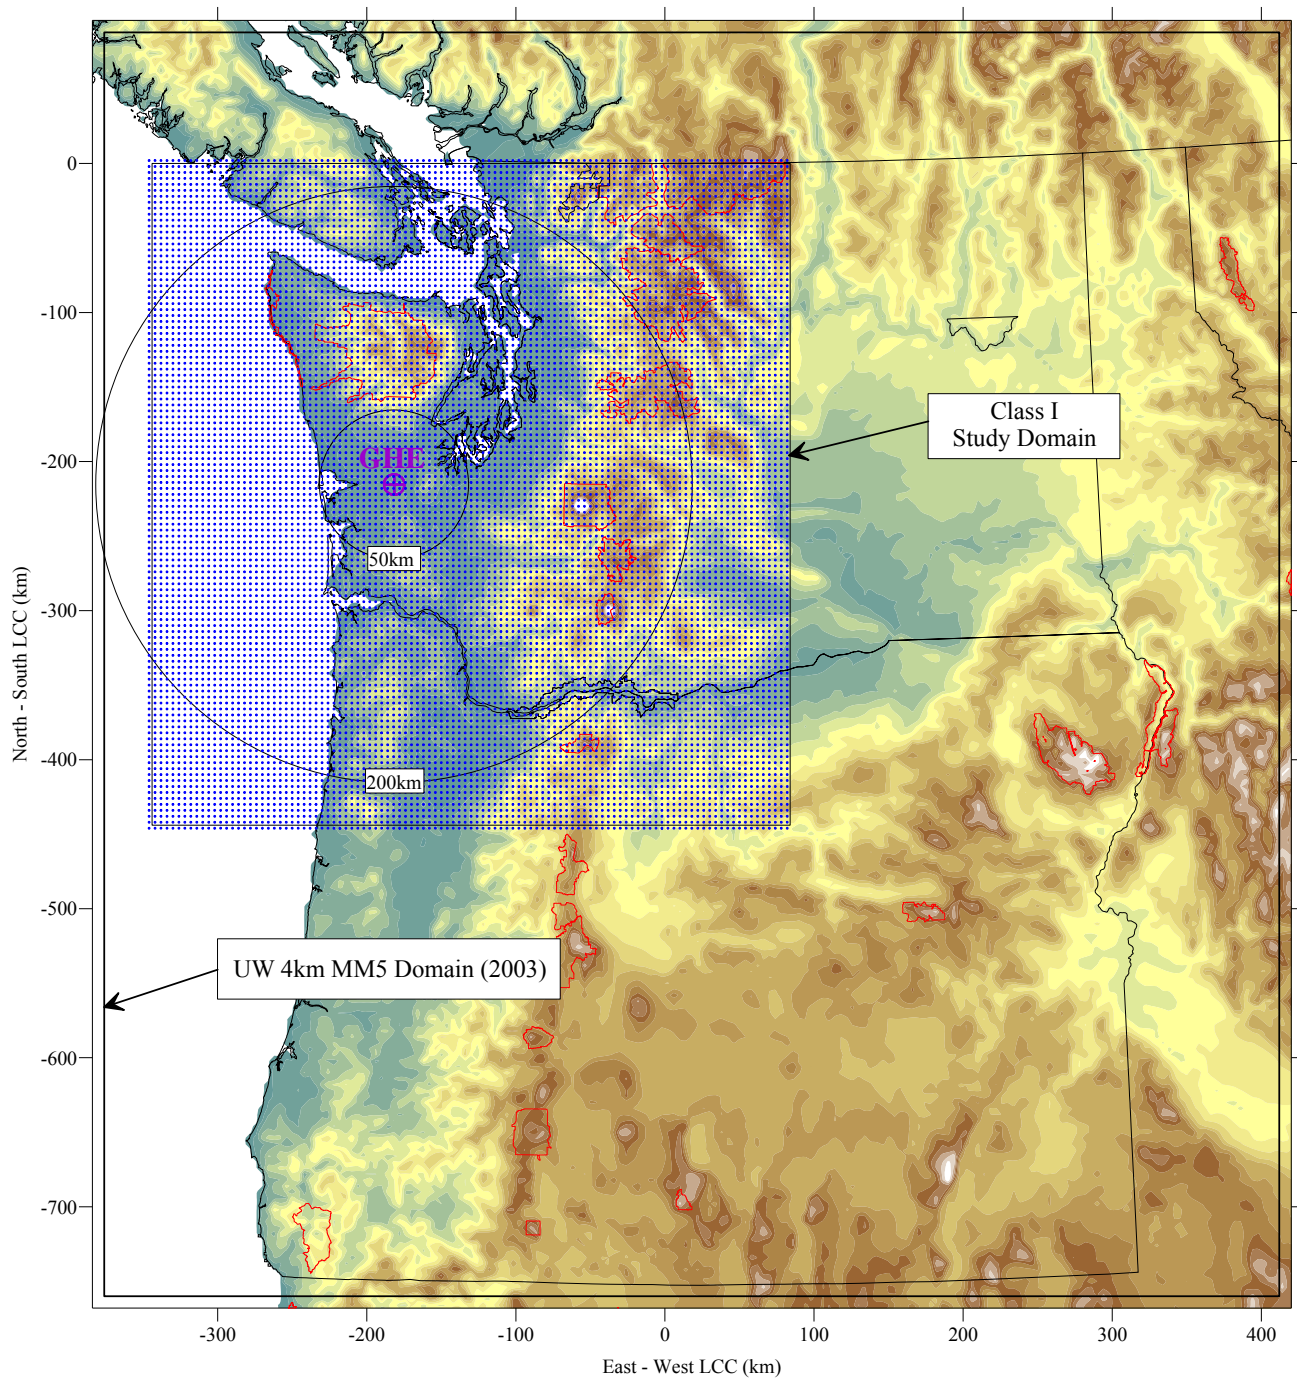 0
-100
-200
-300
-400
-500
-600
-700
North - South LCC (km)
Class I
Study Domain
GHE
50km
200km
UW 4km MM5 Domain (2003)
-300
-200
-100
0
100
200
300
400
East - West LCC (km)